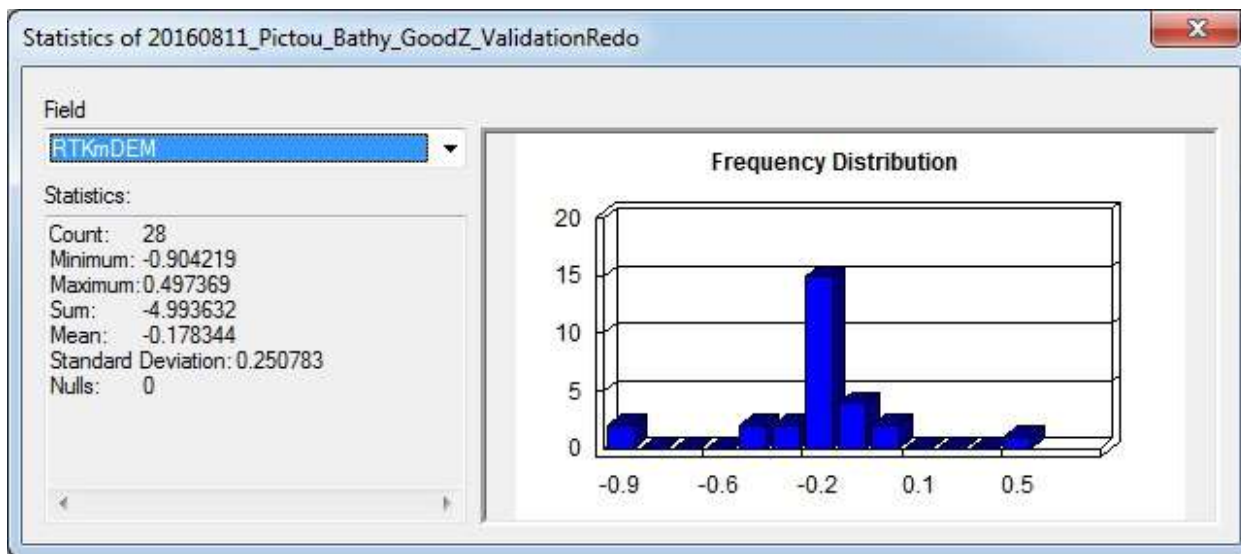 Statistics of 20160811_Pictou_Bathy_GoodZ_ValidationRedo
Field
RTKmDEM
Statistics:
Count: 28
Minimum: -0.904219
Maximum: 0.497369
Sum: -4.993632
Mean: -0.178344
Standard Deviation: 0.250783
Nulls: 0
Frequency Distribution
20
15
10
5
0
-0.9 -0.6 -0.2 0.1 0.5